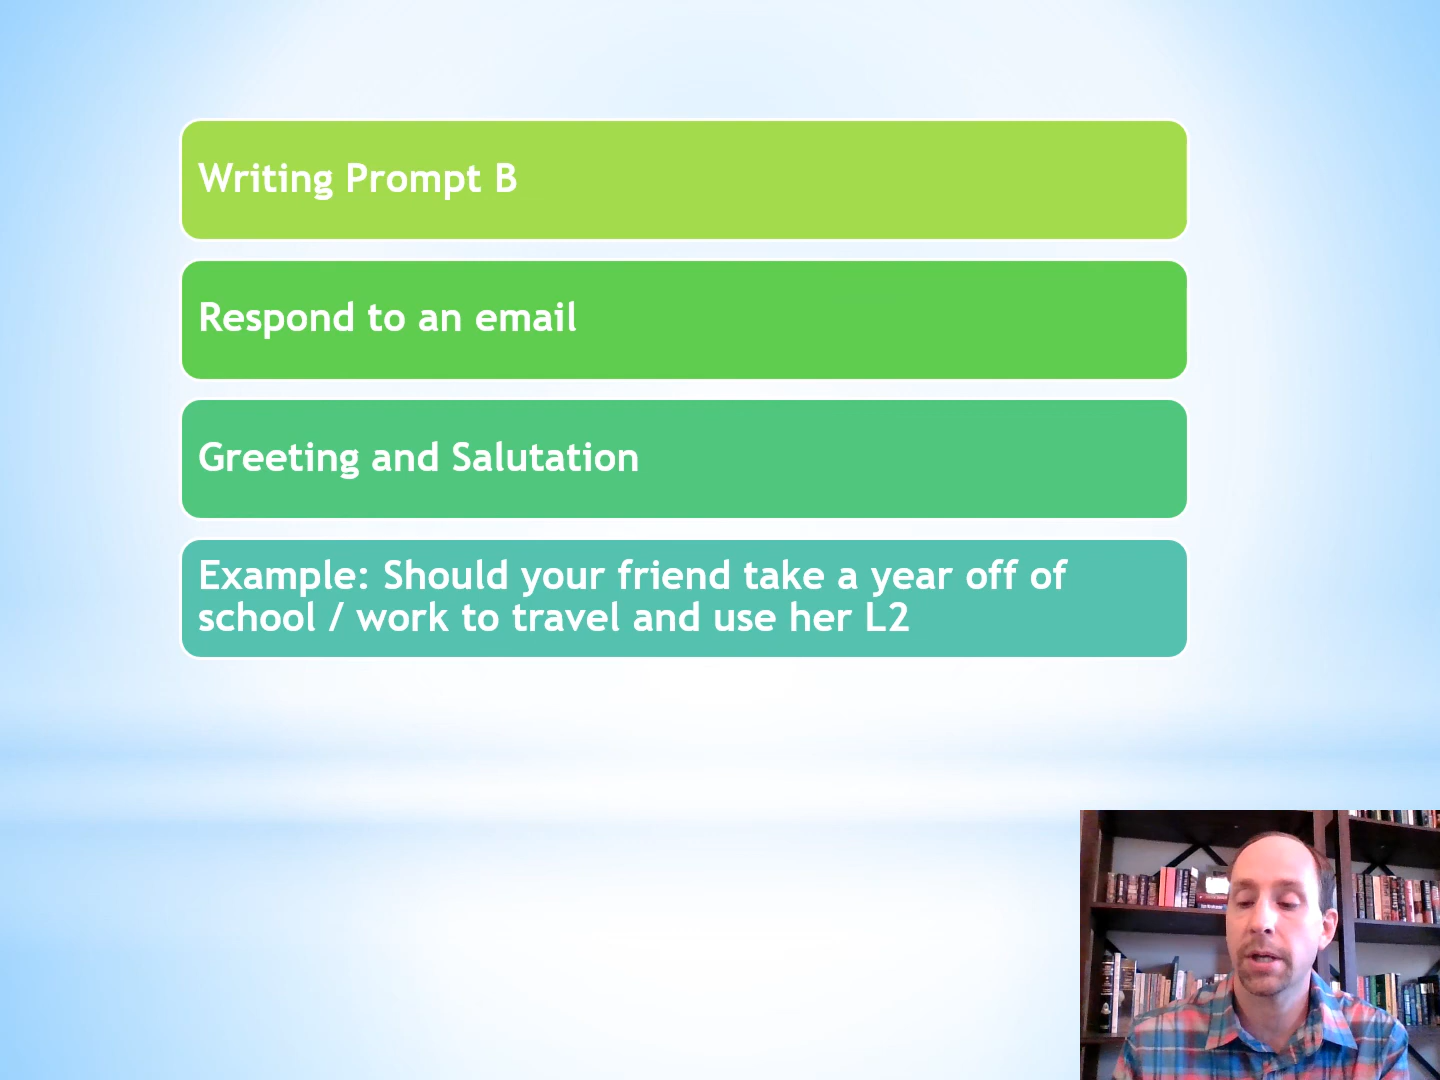 Writing Prompt B
Respond to an email
Greeting and Salutation
Example: Should your friend take a year off of
school / work to travel and use her L2